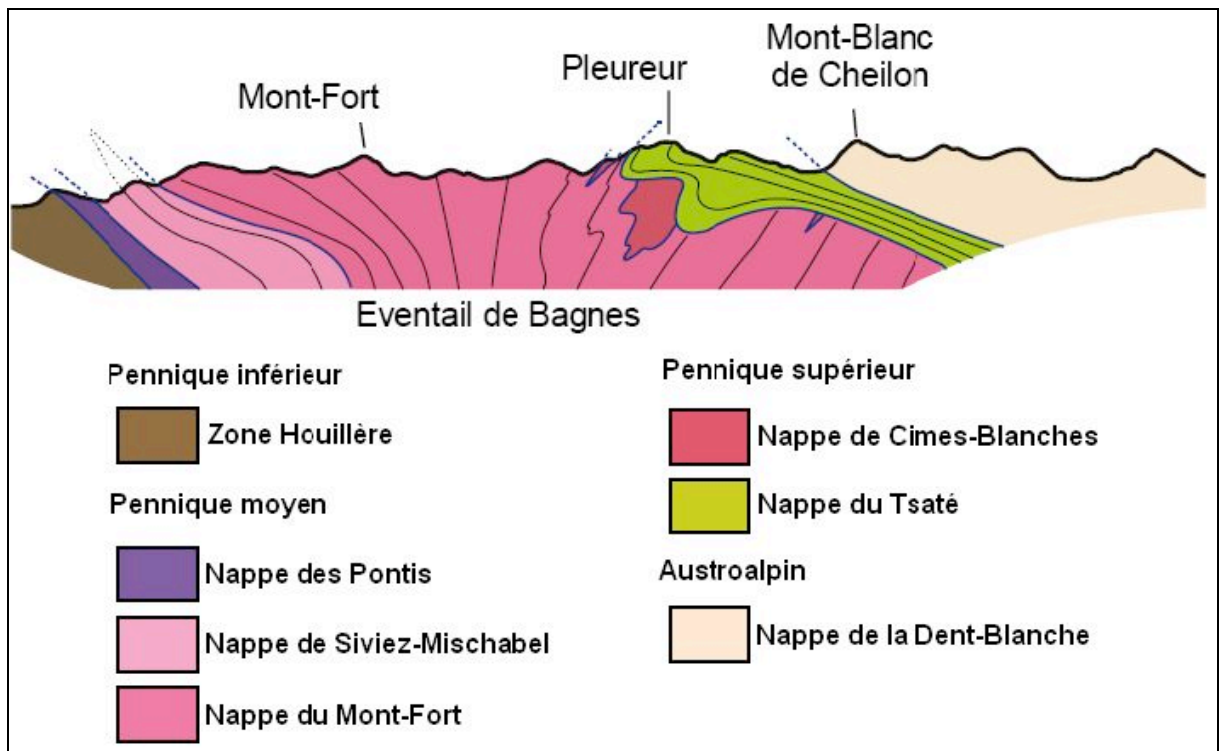 Mont-Fort
Pleureur
Mont-Blanc
de Cheilon
Eventail de Bagnes
Pennique inférieur
Zone Houillère
Pennique moyen
Nappe des Pontis
Nappe de Siviez-Mischabel
Nappe du Mont-Fort
Pennique supérieur
Nappe de Cimes-Blanches
Nappe du Tsaté
Austroalpin
Nappe de la Dent-Blanche